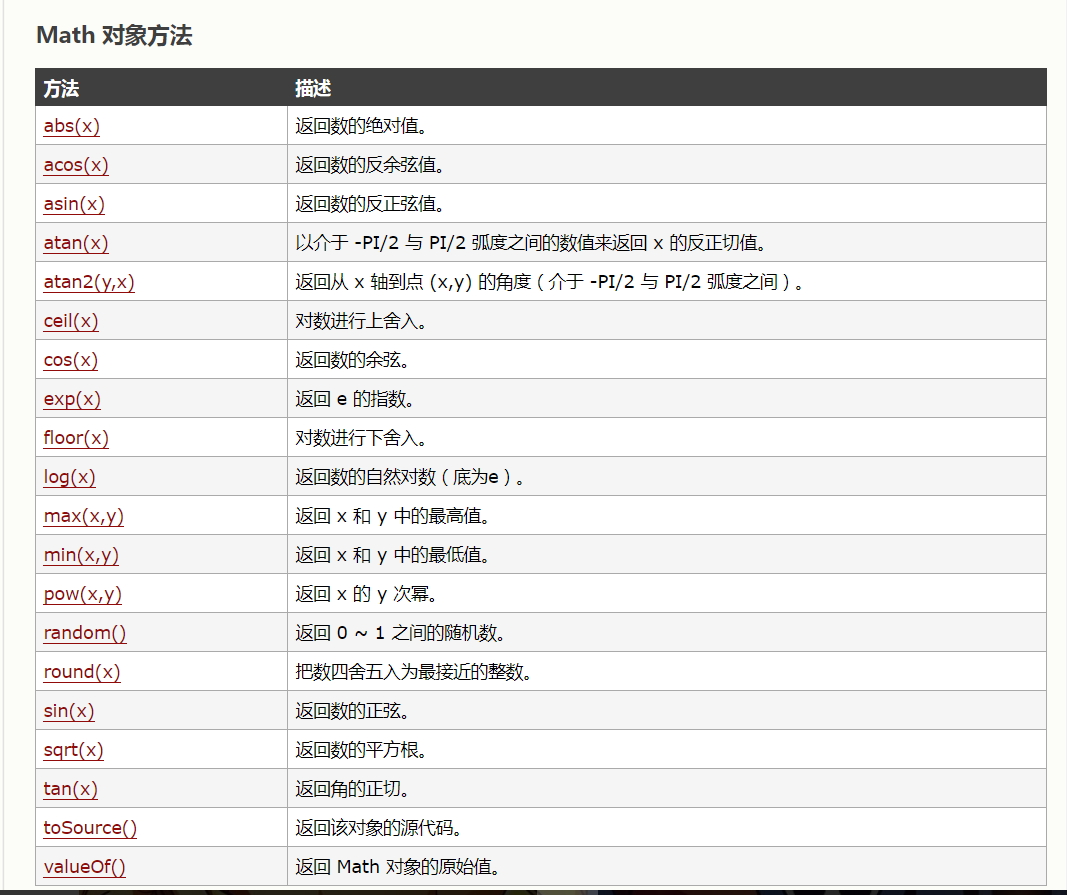 Math 对象方法
方法 描述
abs(x) 返回数的绝对值。
acos(x) 返回数的反余弦值。
asin(x) 返回数的反正弦值。
atan(x) 以介于 -PI/2 与 PI/2 弧度之间的数值来返回 x 的反正切值。
atan2(y,x) 返回从 x 轴到点 (x,y) 的角度（介于 -PI/2 与 PI/2 弧度之间）。
ceil(x) 对数进行上舍入。
cos(x) 返回数的余弦。
exp(x) 返回 e 的指数。
floor(x) 对数进行下舍入。
log(x) 返回数的自然对数（底为e）。
max(x,y) 返回 x 和 y 中的最高值。
min(x,y) 返回 x 和 y 中的最低值。
pow(x,y) 返回 x 的 y 次幂。
random() 返回 0 ~ 1 之间的随机数。
round(x) 把数四舍五入为最接近的整数。
sin(x) 返回数的正弦。
sqrt(x) 返回数的平方根。
tan(x) 返回角的正切。
toSource() 返回该对象的源代码。
valueOf() 返回 Math 对象的原始值。